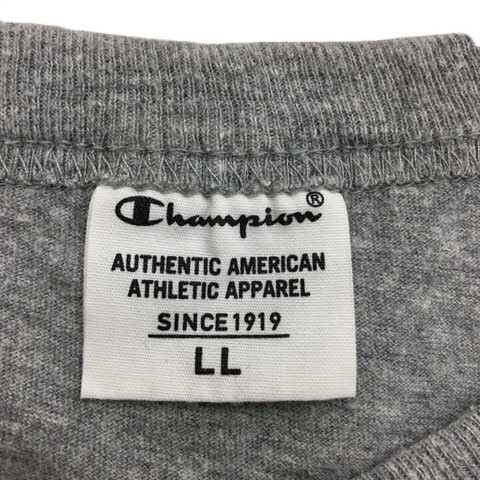 Champion®
AUTHENTIC AMERICAN
ATHLETIC APPAREL
SINCE 1919
LL